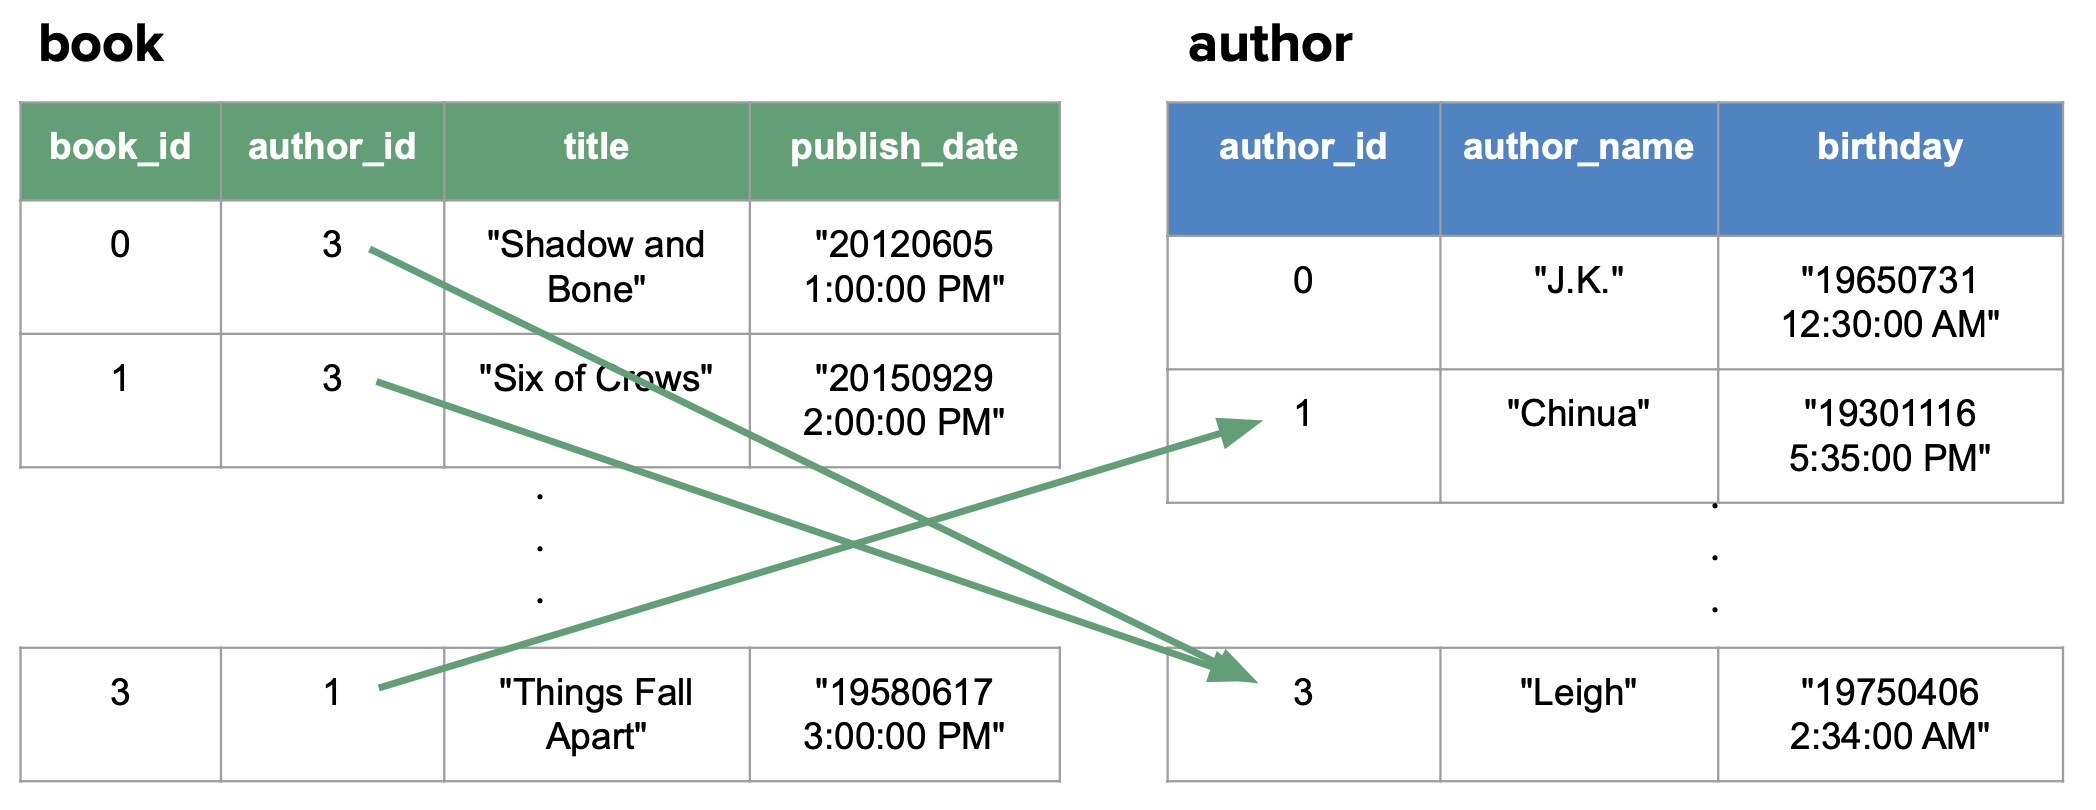 book
book_id author_id title publish_date
0 3 "Shadow and "20120605
Bone" 1:00:00 PM"
1 3 "Six of Crows" "20150929
2:00:00 PM"
.
.
.
3 1 "Things Fall "19580617
Apart" 3:00:00 PM"
author
author_id author_name birthday
0 "J.K." "19650731
12:30:00 AM"
1 "Chinua" "19301116
5:35:00 PM"
.
.
.
3 "Leigh" "19750406
2:34:00 AM"